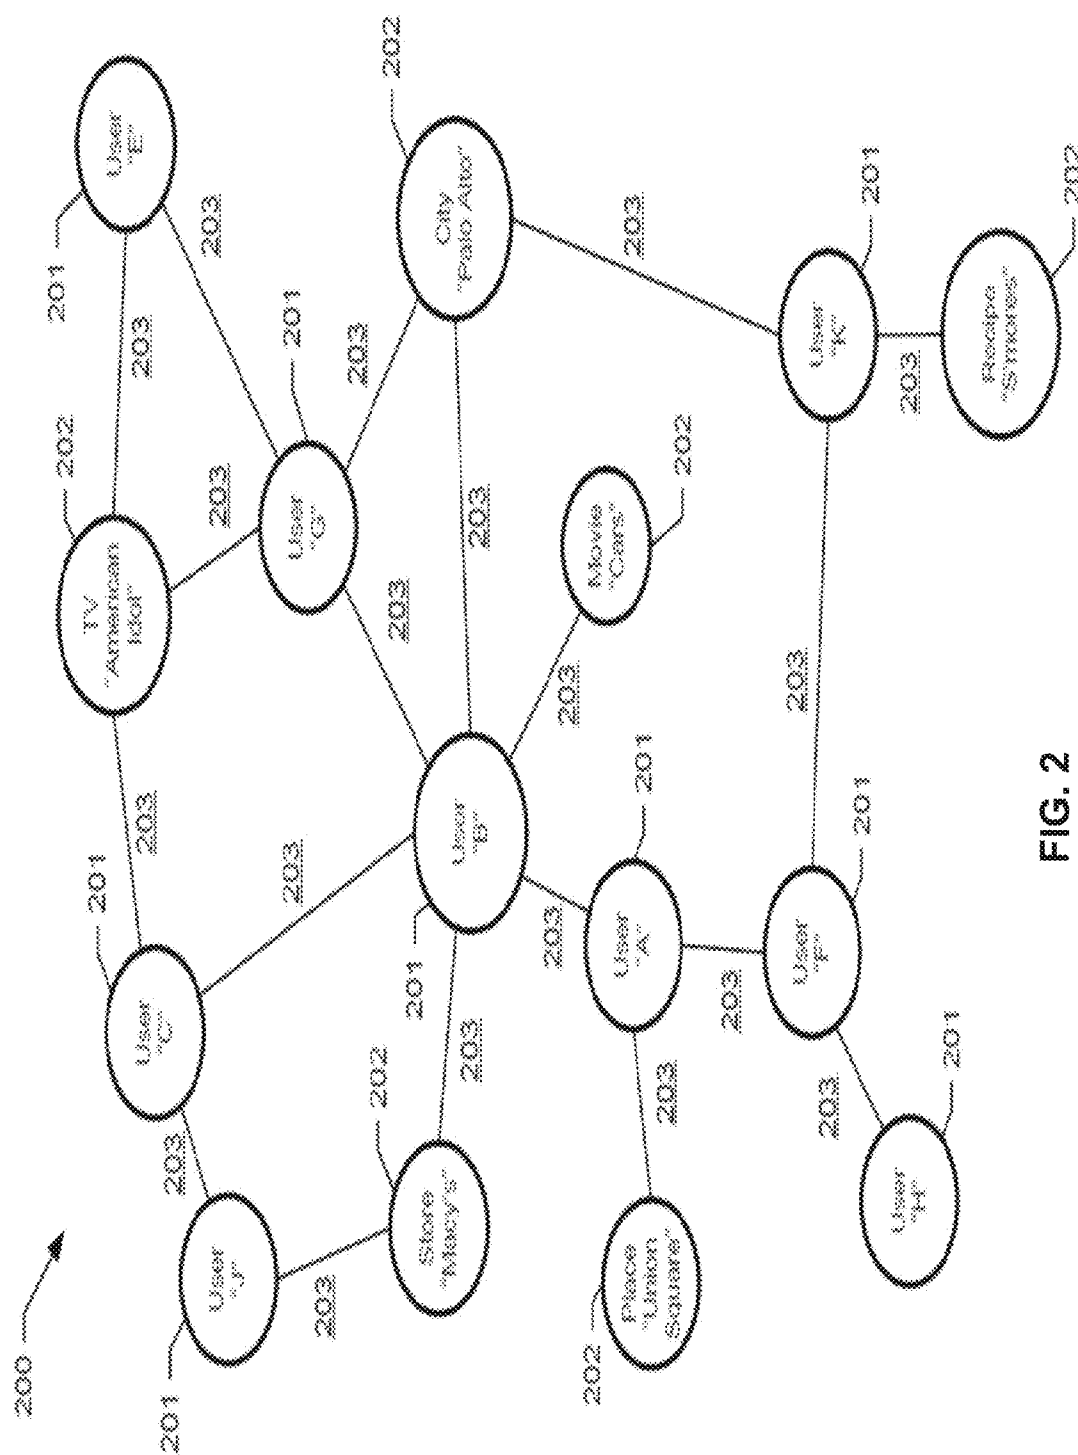 200
201
202
TV
"American
Idol"
User
"E"
201
203
203
User
"C"
201
203
203
203
User
"J"
203
201
User
"G"
203
203
202
202
203
201
Store
"Macy's"
User
"B"
City
"Palo Alto"
203
203
203
203
202
Movie
"Cars"
User
"A"
201
203
Place
"Union
Square"
203
202
203
203
User
"F"
User
"K"
203
201
201
User
"H"
203
201
Recipe
"S'mores"
202
FIG. 2